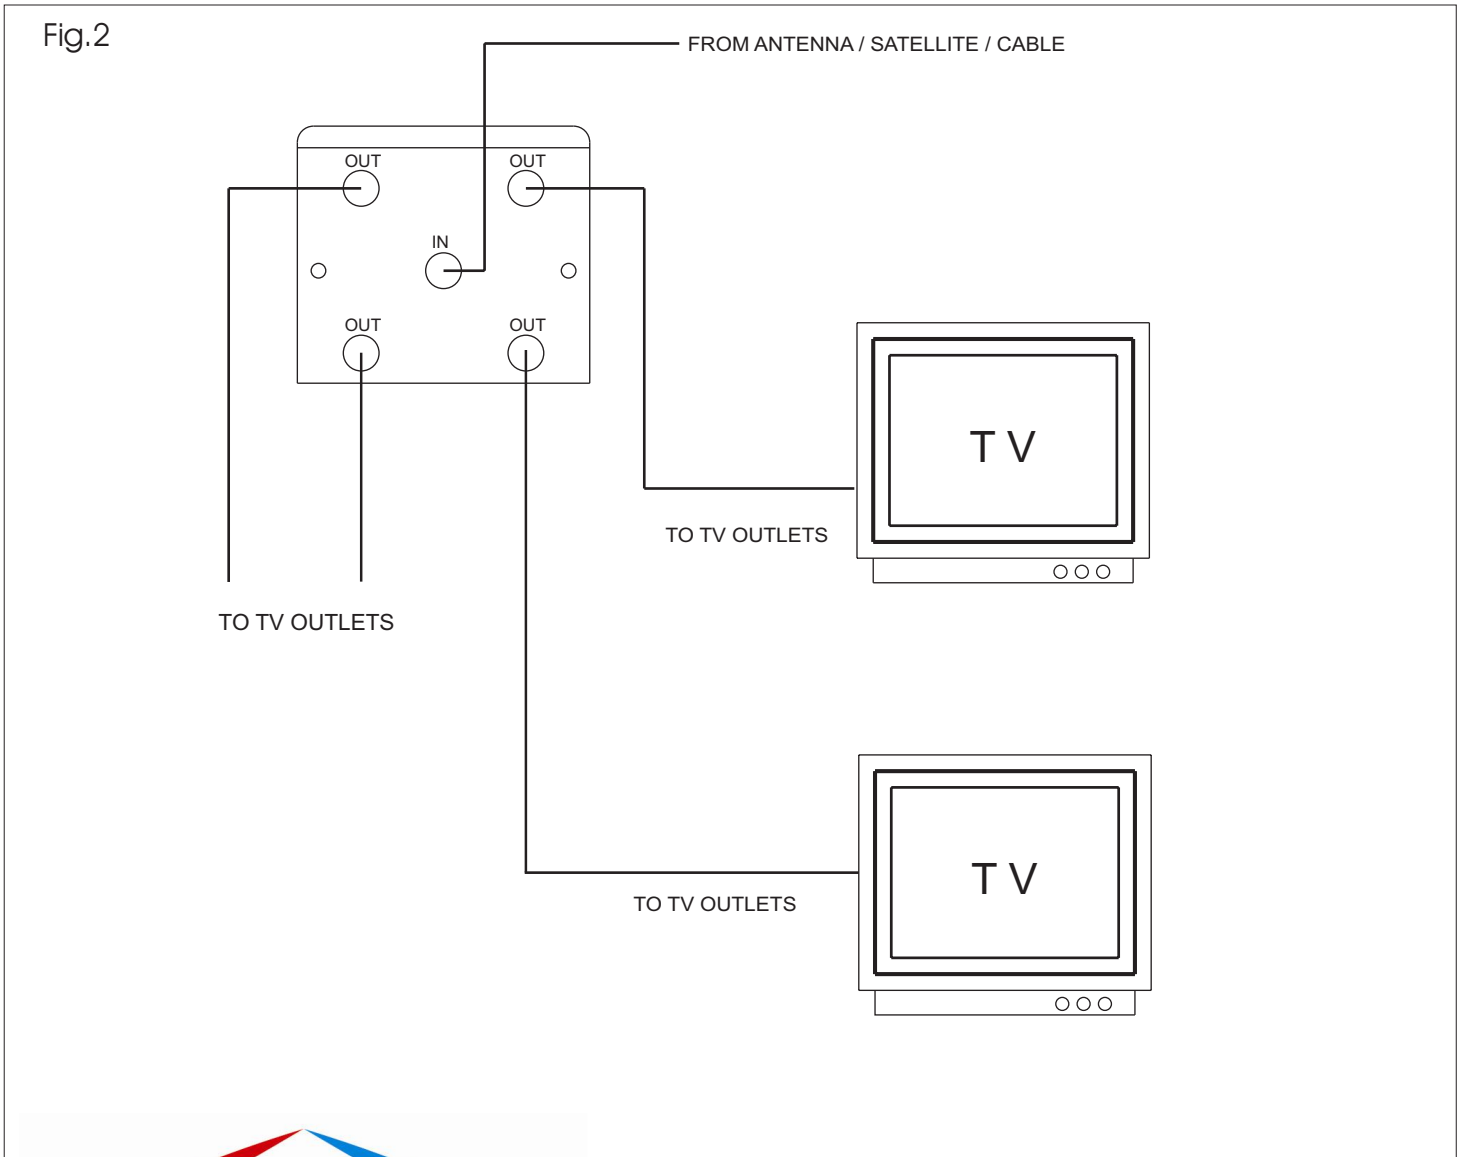 Fig.2
FROM ANTENNA / SATELLITE / CABLE
OUT
OUT
IN
OUT
OUT
T V
TO TV OUTLETS
TO TV OUTLETS
T V
TO TV OUTLETS